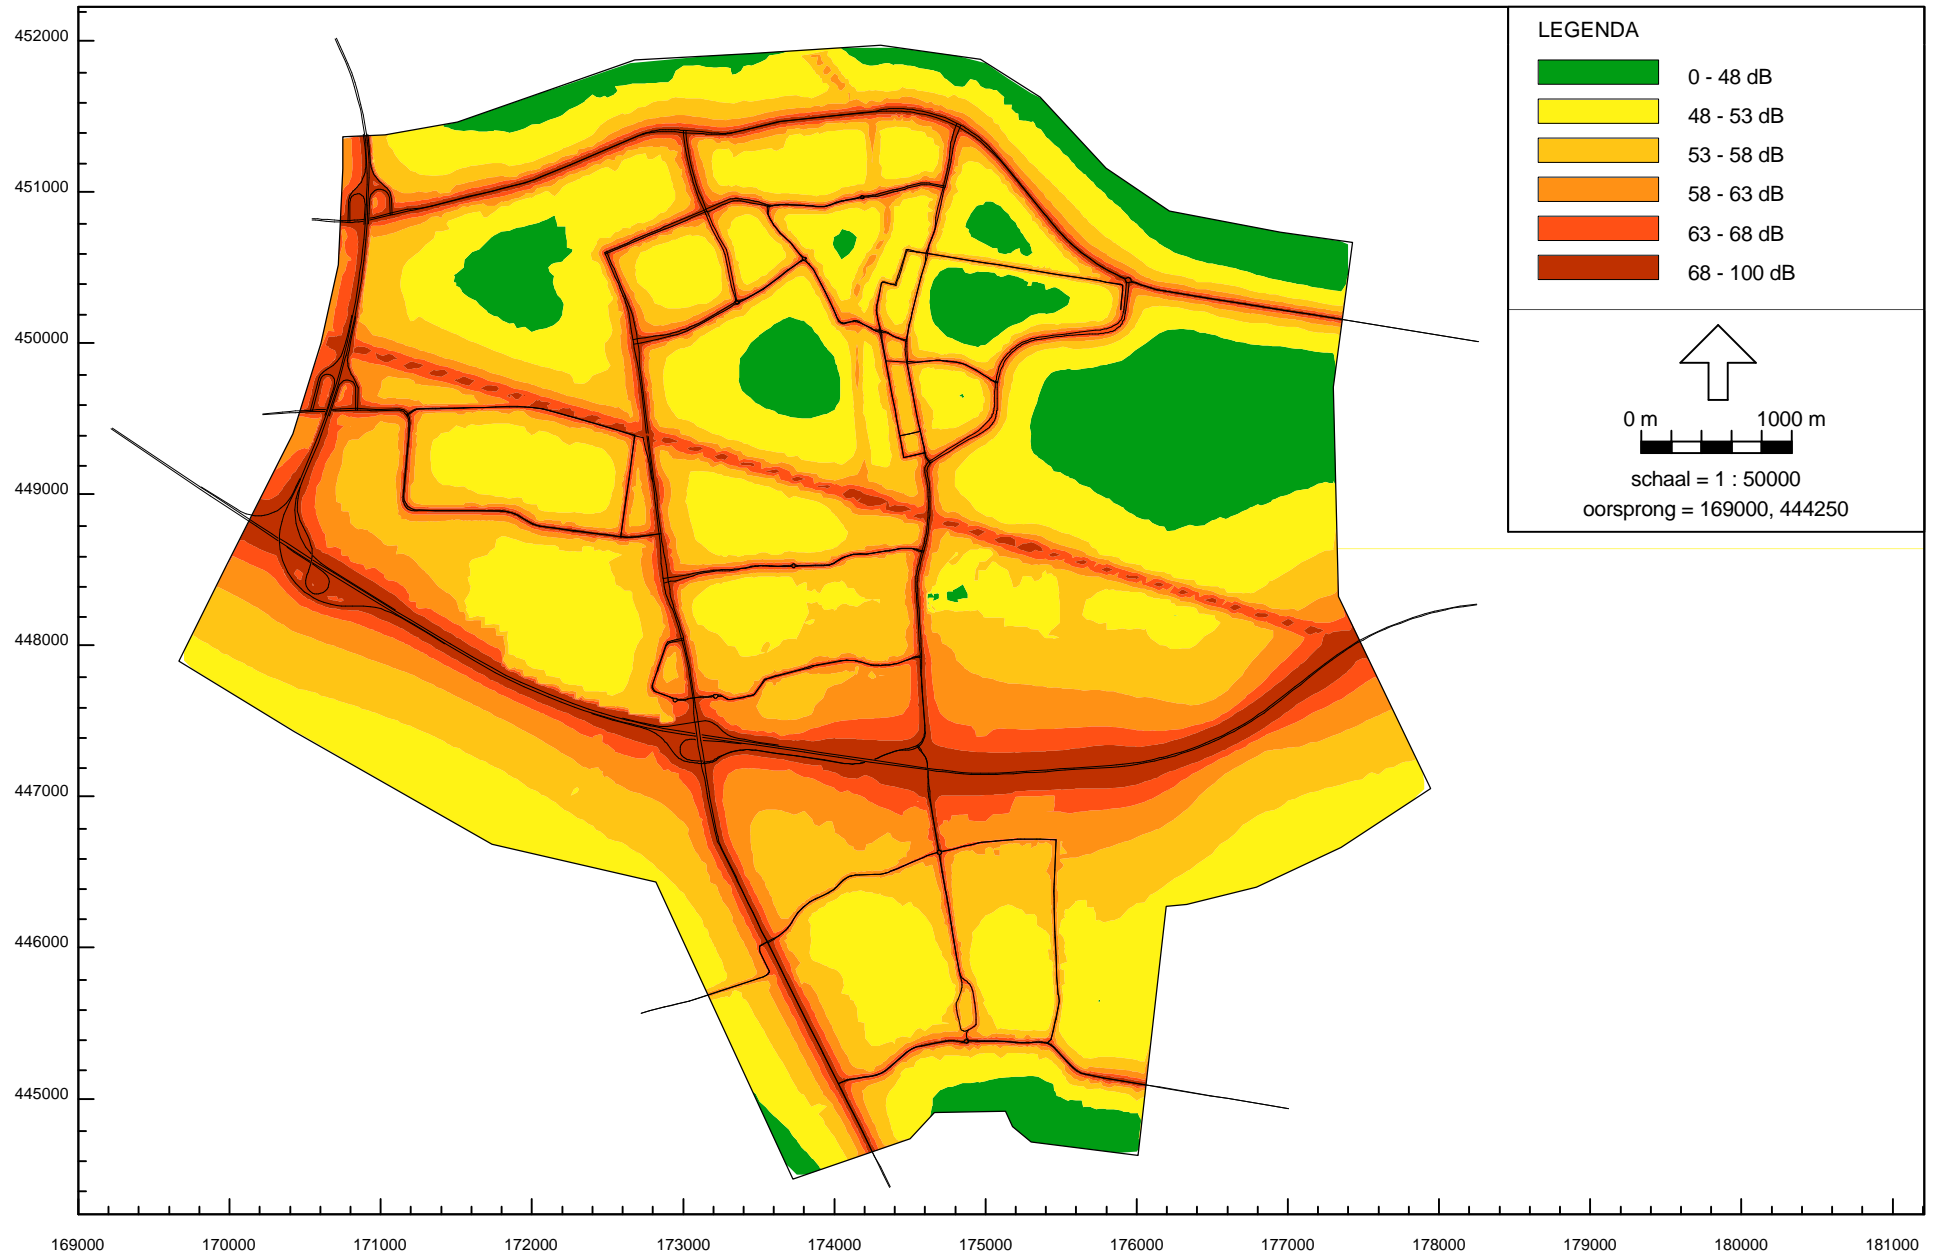 LEGENDA
0 - 48 dB
48 - 53 dB
53 - 58 dB
58 - 63 dB
63 - 68 dB
68 - 100 dB
0 m 1000 m
schaal = 1 : 50000
oorsprong = 169000, 444250
452000
451000
450000
449000
448000
447000
446000
445000
169000 170000 171000 172000 173000 174000 175000 176000 177000 178000 179000 180000 181000